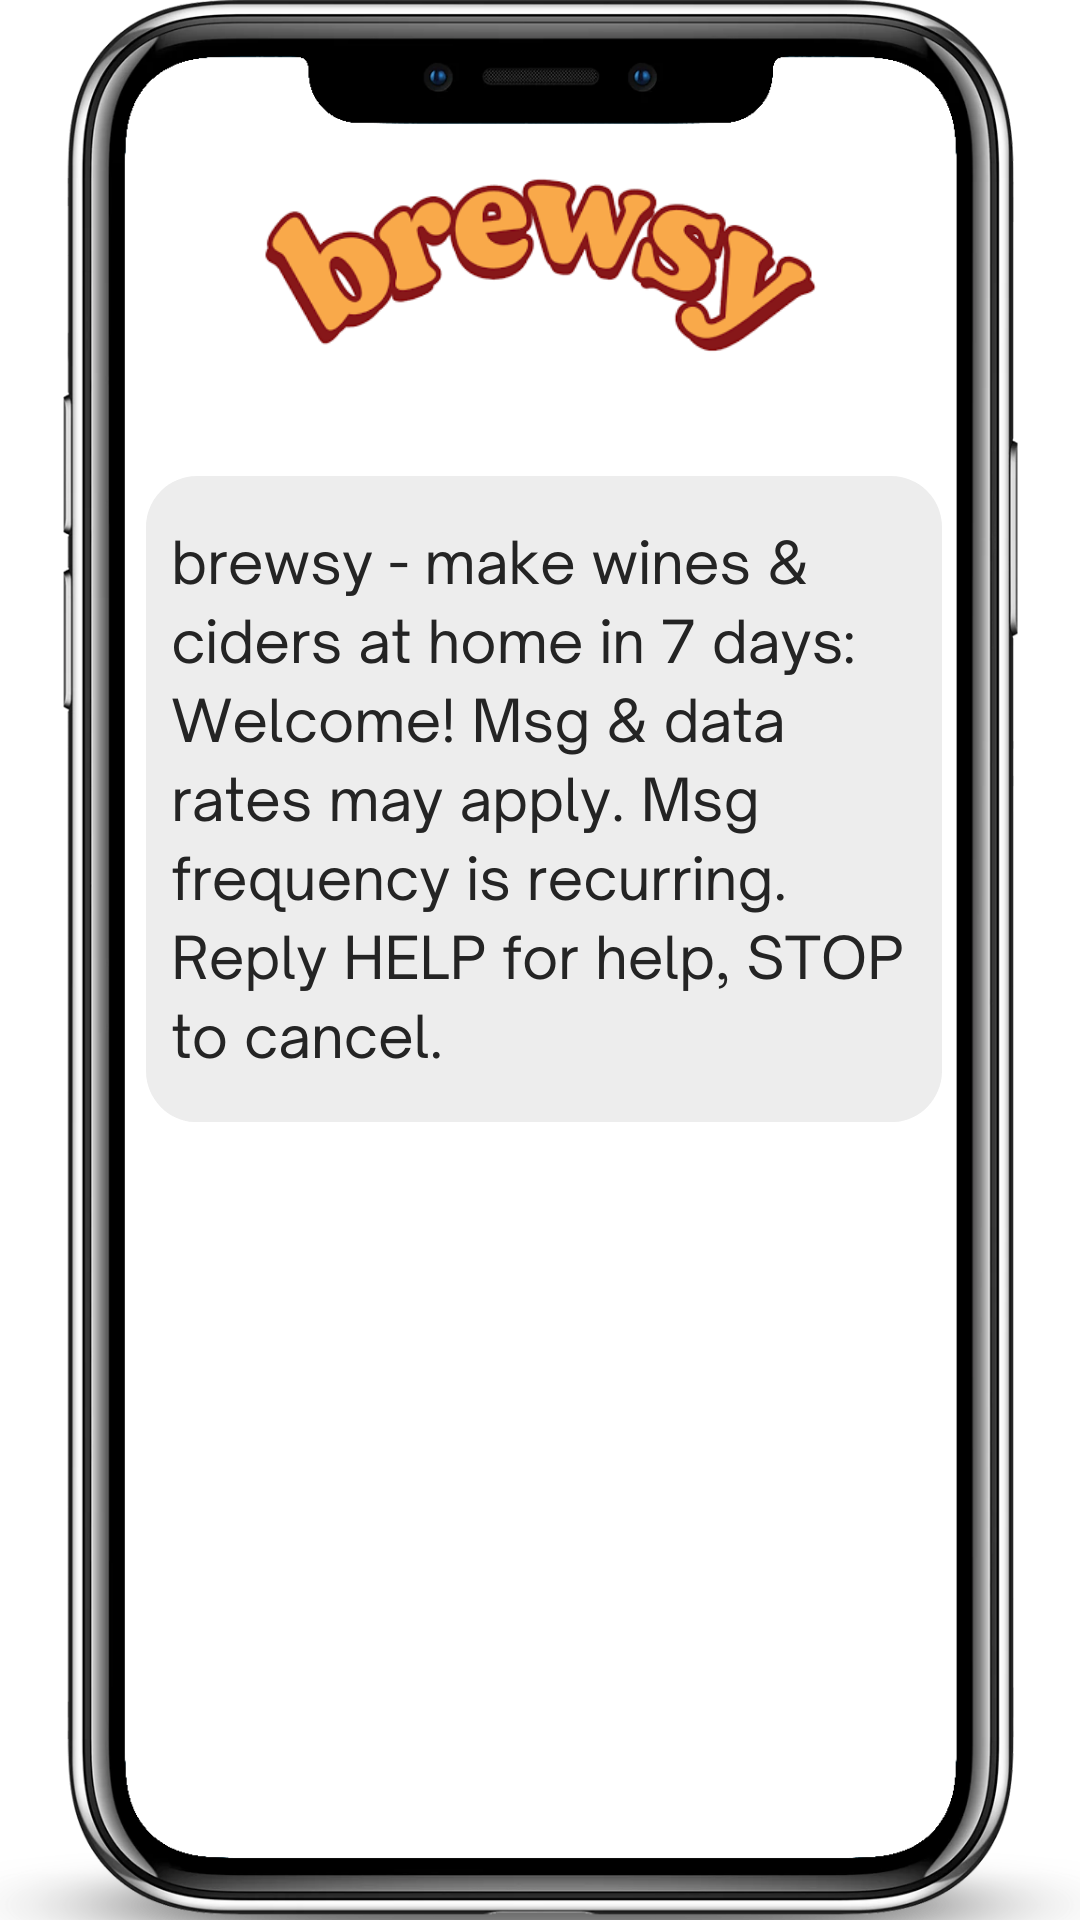 brewsy
brewsy - make wines &
ciders at home in 7 days:
Welcome! Msg & data
rates may apply. Msg
frequency is recurring.
Reply HELP for help, STOP
to cancel.